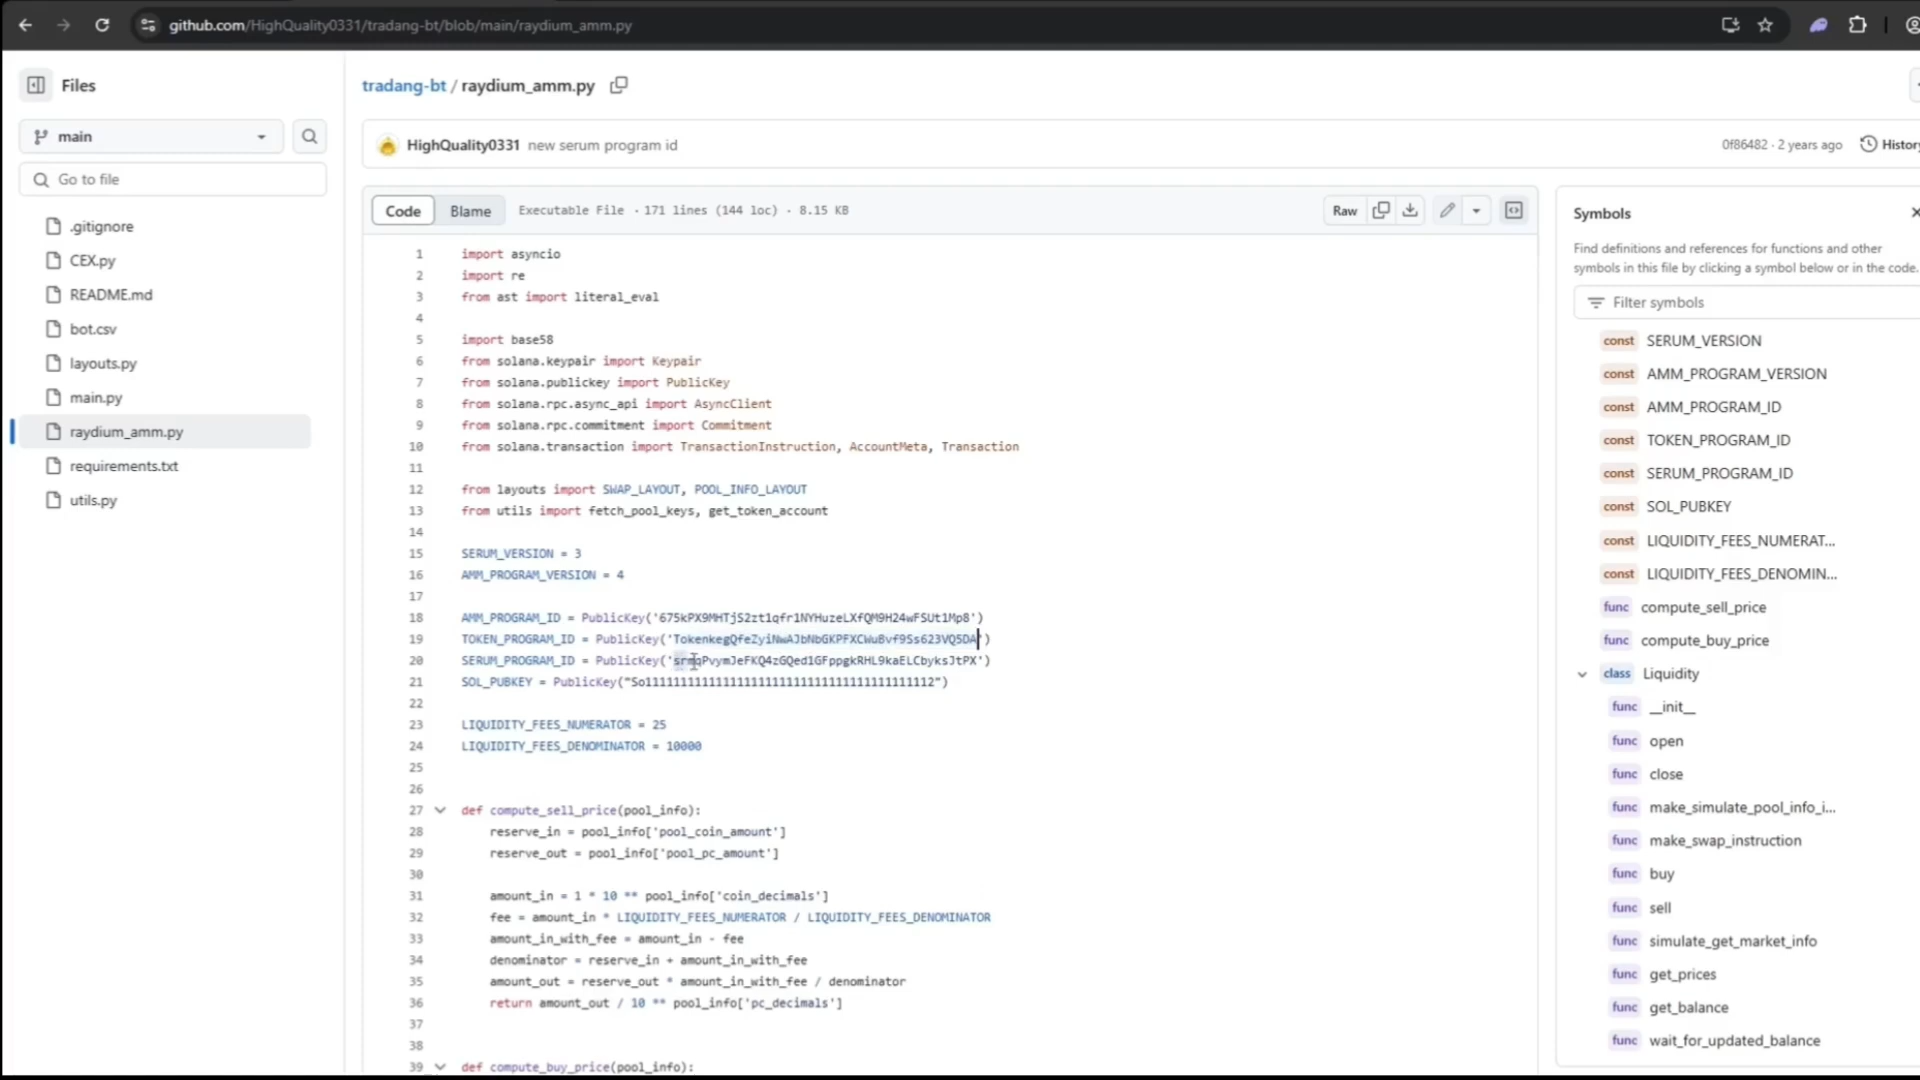 github.com/HighQuality0331/tradang-bt/blob/main/raydium_amm.py
Files
main
Go to file
.gitignore
CEX.py
README.md
bot.csv
layouts.py
main.py
raydium_amm.py
requirements.txt
utils.py
tradang-bt / raydium_amm.py
HighQuality0331 new serum program id
0f86482 · 2 years ago
History
Code Blame Executable File · 171 lines (144 loc) · 8.15 KB
Raw
1 import asyncio
2 import re
3 from ast import literal_eval
4
5 import base58
6 from solana.keypair import Keypair
7 from solana.publickey import PublicKey
8 from solana.rpc.async_api import AsyncClient
9 from solana.rpc.commitment import Commitment
10 from solana.transaction import TransactionInstruction, AccountMeta, Transaction
11
12 from layouts import SWAP_LAYOUT, POOL_INFO_LAYOUT
13 from utils import fetch_pool_keys, get_token_account
14
15 SERUM_VERSION = 3
16 AMM_PROGRAM_VERSION = 4
17
18 AMM_PROGRAM_ID = PublicKey('675kPX9MHTjS2zt1qfr1NYHuzeLXfQM9H24wFSUt1Mp8')
19 TOKEN_PROGRAM_ID = PublicKey('TokenkegQfeZyiNwAJbNbGKPFXCWuBvf9Ss623VQ5DA')
20 SERUM_PROGRAM_ID = PublicKey('srmqPvymJeFKQ4zGQed1GFppgkRHL9kaELCbyksJtPX')
21 SOL_PUBKEY = PublicKey("So11111111111111111111111111111111111111112")
22
23 LIQUIDITY_FEES_NUMERATOR = 25
24 LIQUIDITY_FEES_DENOMINATOR = 10000
25
26
27 def compute_sell_price(pool_info):
28 reserve_in = pool_info['pool_coin_amount']
29 reserve_out = pool_info['pool_pc_amount']
30
31 amount_in = 1 * 10 ** pool_info['coin_decimals']
32 fee = amount_in * LIQUIDITY_FEES_NUMERATOR / LIQUIDITY_FEES_DENOMINATOR
33 amount_in_with_fee = amount_in - fee
34 denominator = reserve_in + amount_in_with_fee
35 amount_out = reserve_out * amount_in_with_fee / denominator
36 return amount_out / 10 ** pool_info['pc_decimals']
37
38
39 def compute_buy_price(pool_info):
Symbols
Find definitions and references for functions and other
symbols in this file by clicking a symbol below or in the code.
Filter symbols
const SERUM_VERSION
const AMM_PROGRAM_VERSION
const AMM_PROGRAM_ID
const TOKEN_PROGRAM_ID
const SERUM_PROGRAM_ID
const SOL_PUBKEY
const LIQUIDITY_FEES_NUMERAT...
const LIQUIDITY_FEES_DENOMIN...
func compute_sell_price
func compute_buy_price
class Liquidity
func __init__
func open
func close
func make_simulate_pool_info_i...
func make_swap_instruction
func buy
func sell
func simulate_get_market_info
func get_prices
func get_balance
func wait_for_updated_balance